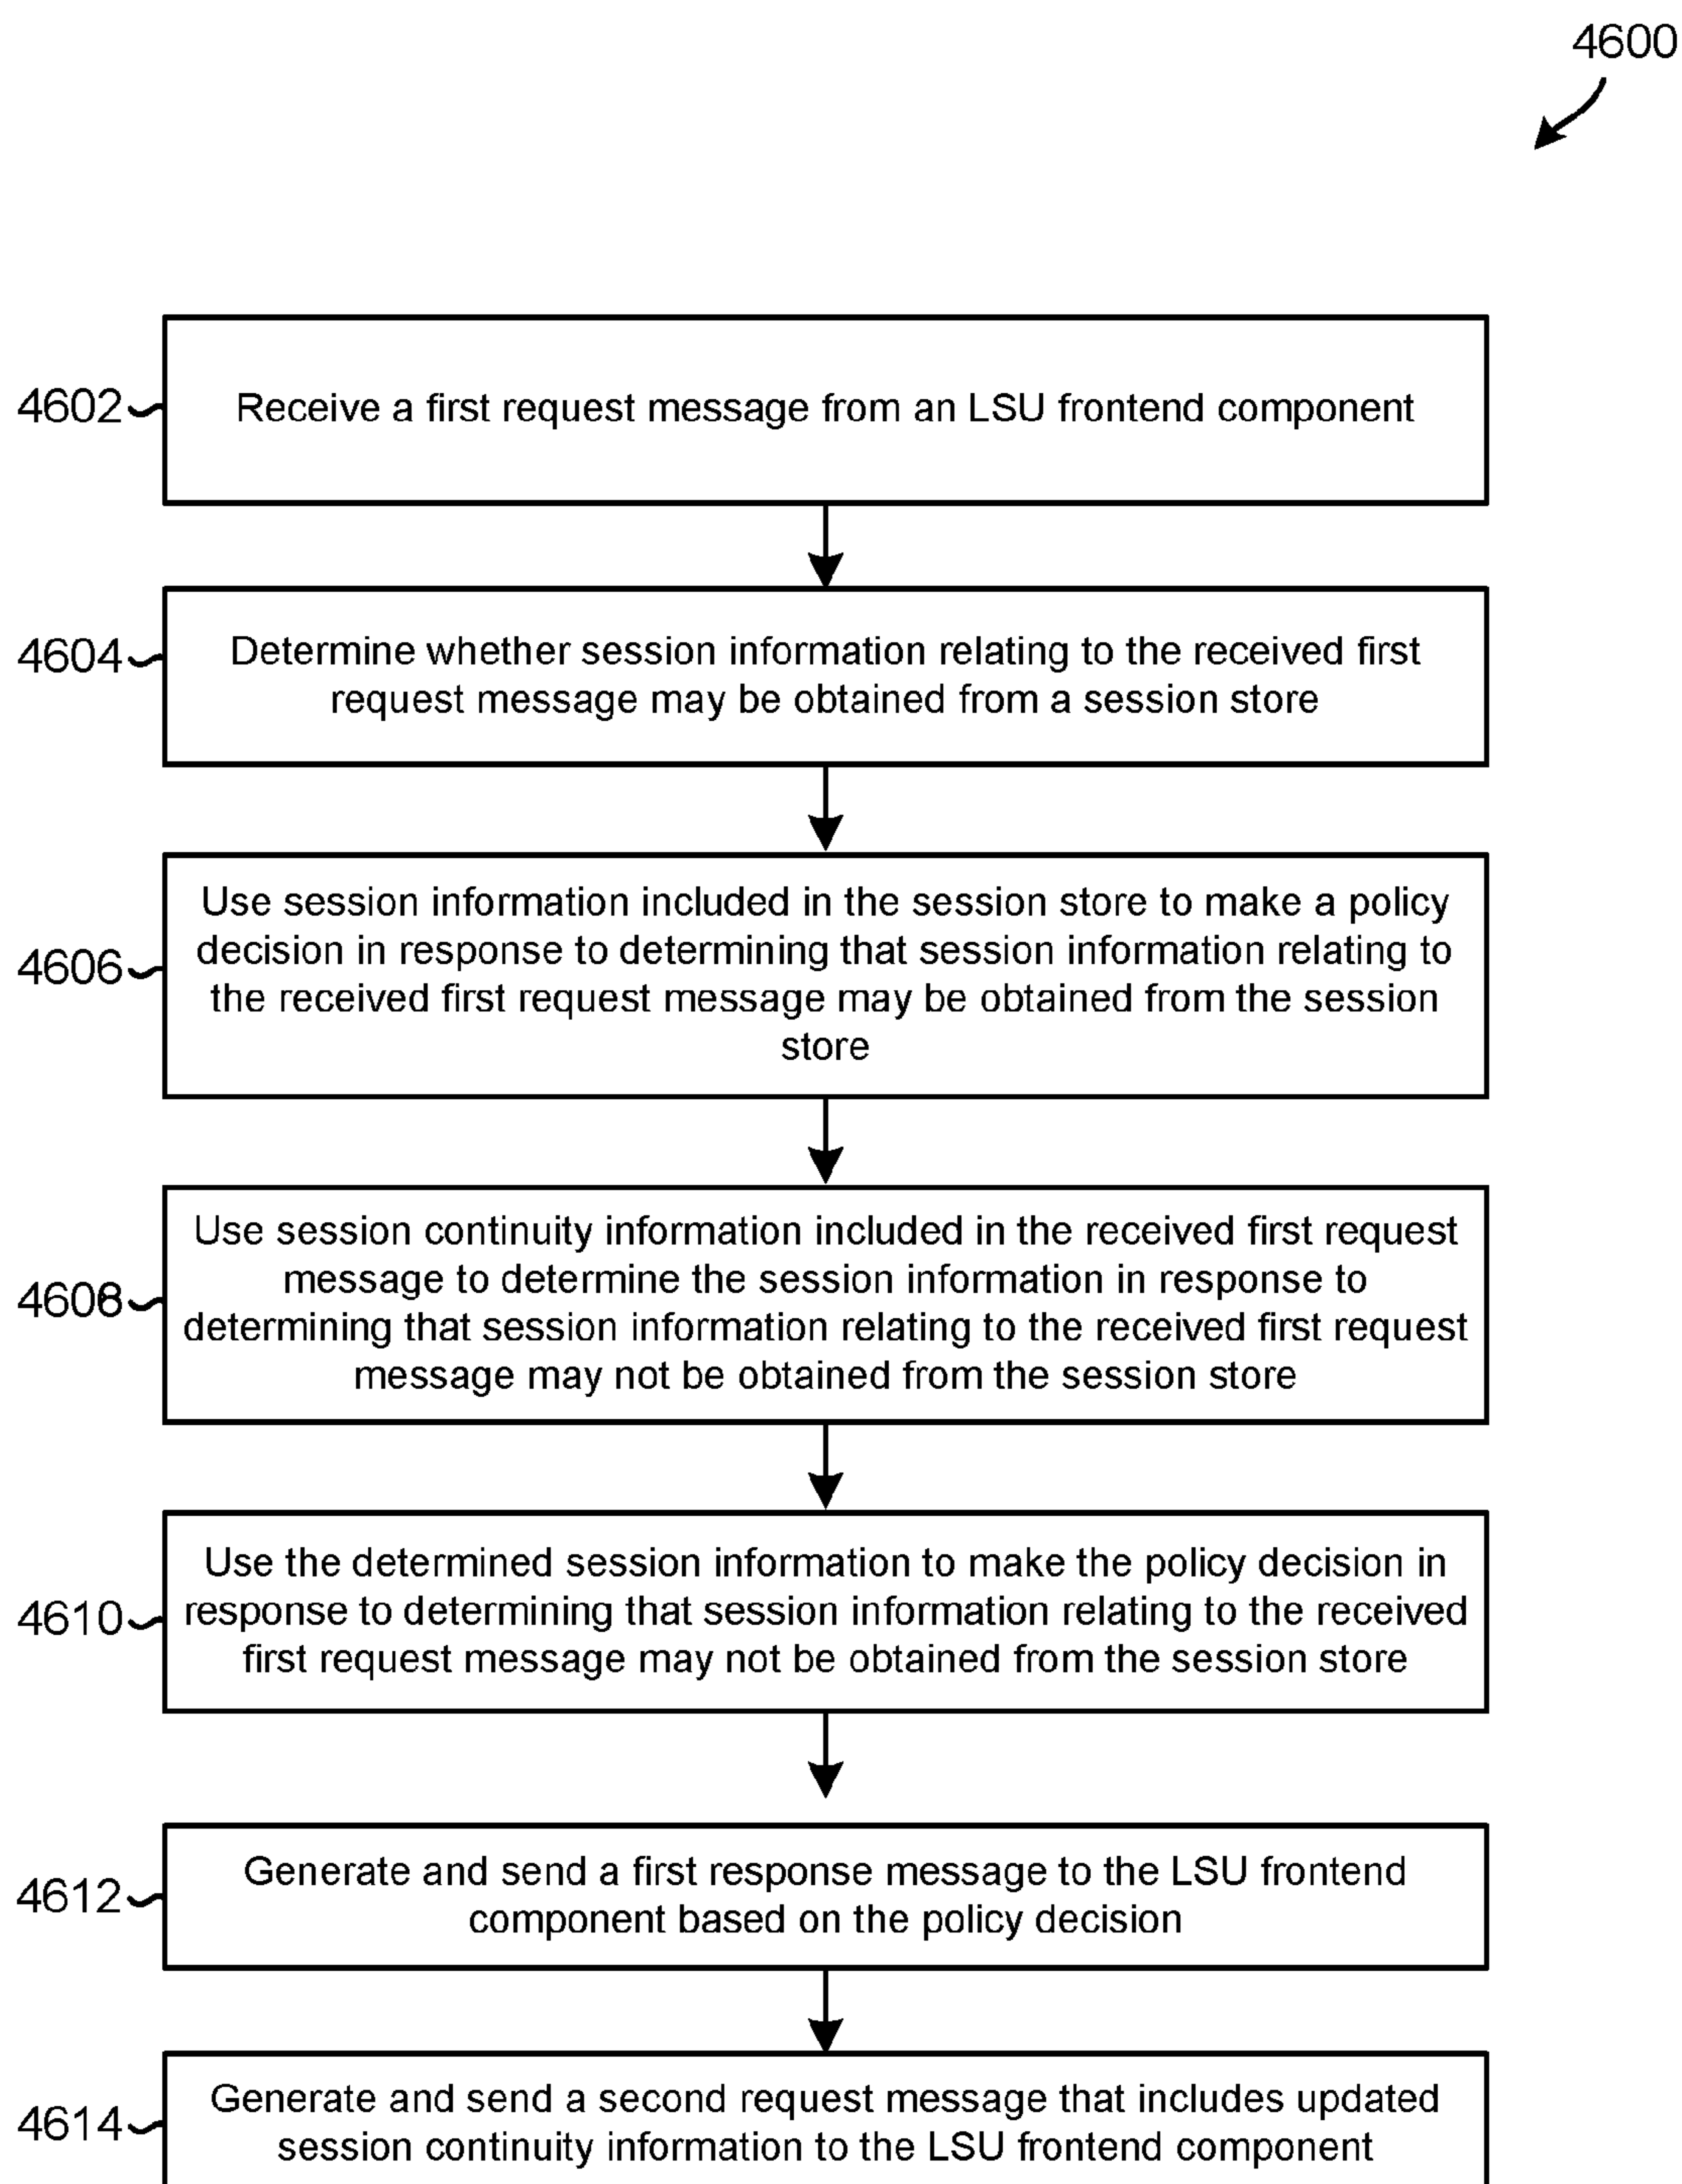 4600
4602
Receive a first request message from an LSU frontend component
4604
Determine whether session information relating to the received first
request message may be obtained from a session store
4606
Use session information included in the session store to make a policy
decision in response to determining that session information relating to
the received first request message may be obtained from the session
store
4608
Use session continuity information included in the received first request
message to determine the session information in response to
determining that session information relating to the received first request
message may not be obtained from the session store
4610
Use the determined session information to make the policy decision in
response to determining that session information relating to the received
first request message may not be obtained from the session store
4612
Generate and send a first response message to the LSU frontend
component based on the policy decision
4614
Generate and send a second request message that includes updated
session continuity information to the LSU frontend component